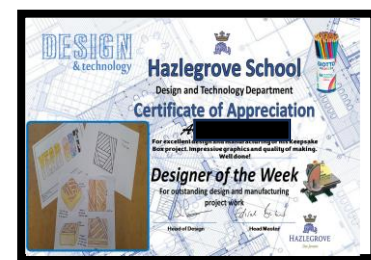 DESIGN
& technology
Hazlegrove School
Design and Technology Department
Certificate of Appreciation
A
For excellent design and manufacturing of his Keepsake
Box project. Impressive graphics and quality of making.
Well done!
Designer of the Week
For outstanding design and manufacturing
project work
Head of Design
Head Master
HAZLEGROVE